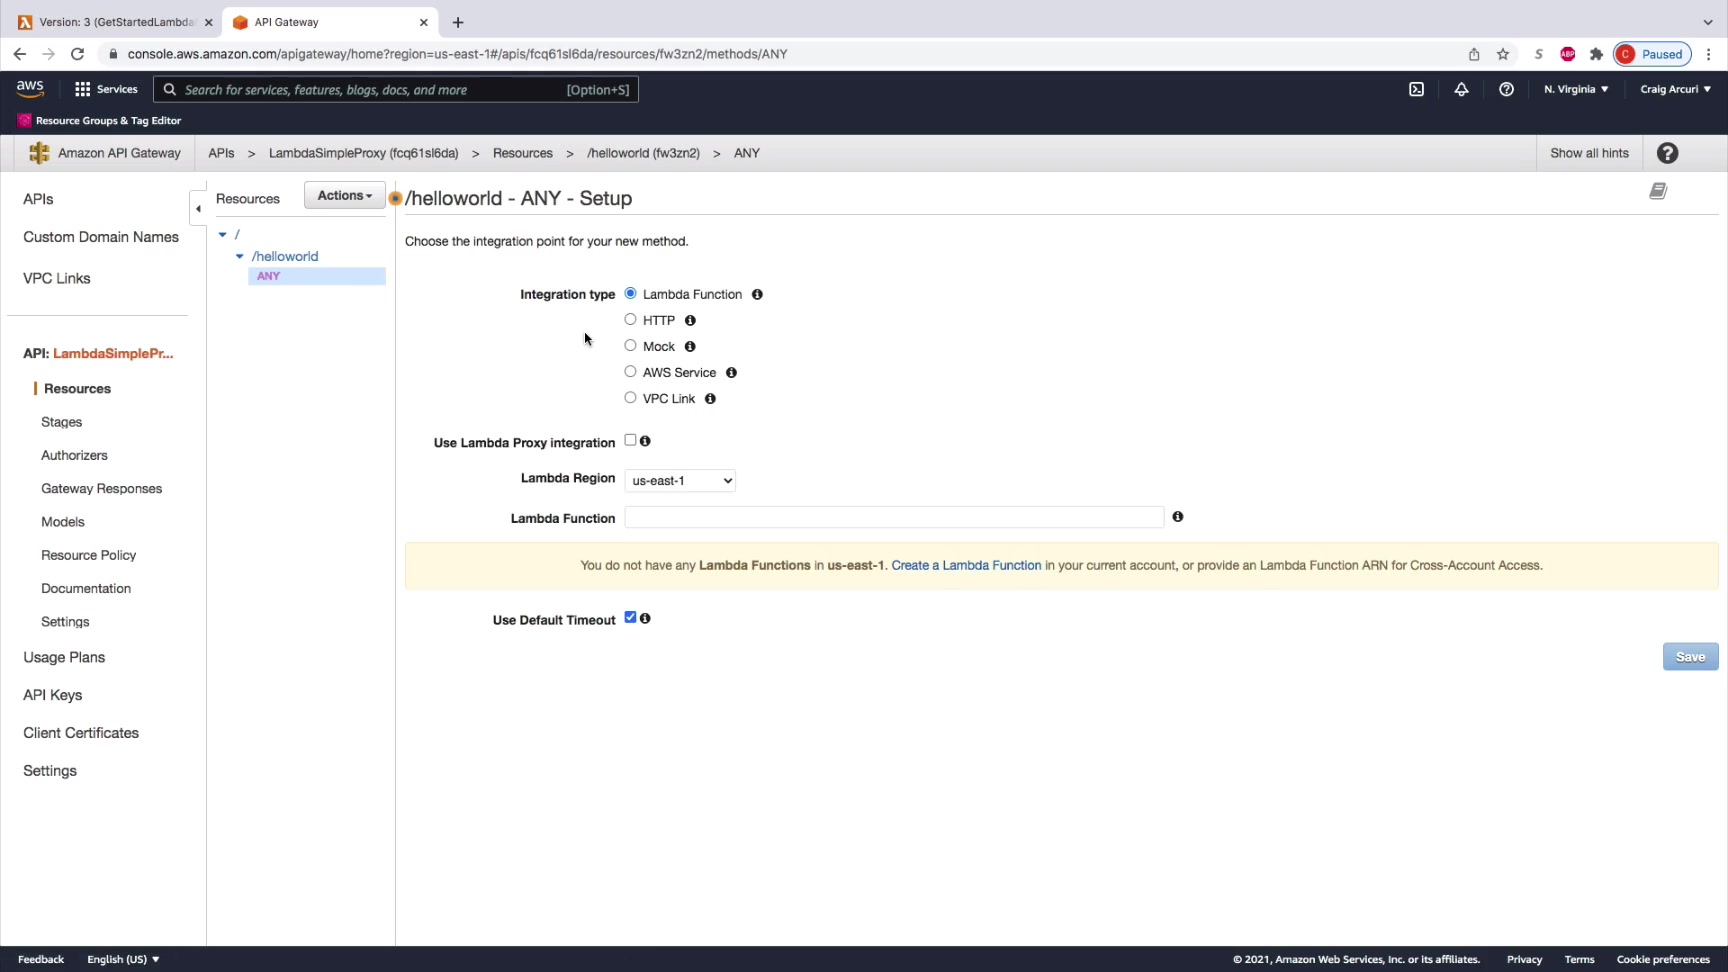 Version: 3 (GetStartedLambda
API Gateway
console.aws.amazon.com/apigateway/home?region=us-east-1#/apis/fcq61sl6da/resources/fw3zn2/methods/ANY
S
ABP
C Paused
aws
Services
Search for services, features, blogs, docs, and more [Option+S]
N. Virginia
Craig Arcuri
Resource Groups & Tag Editor
Amazon API Gateway
APIs > LambdaSimpleProxy (fcq61sl6da) > Resources > /helloworld (fw3zn2) > ANY
Show all hints
APIs
Custom Domain Names
VPC Links
API: LambdaSimplePr...
Resources
Stages
Authorizers
Gateway Responses
Models
Resource Policy
Documentation
Settings
Usage Plans
API Keys
Client Certificates
Settings
Resources
Actions
/
/helloworld
ANY
/helloworld - ANY - Setup
Choose the integration point for your new method.
Integration type Lambda Function
HTTP
Mock
AWS Service
VPC Link
Use Lambda Proxy integration
Lambda Region us-east-1
Lambda Function
You do not have any Lambda Functions in us-east-1. Create a Lambda Function in your current account, or provide an Lambda Function ARN for Cross-Account Access.
Use Default Timeout
Save
Feedback English (US)
© 2021, Amazon Web Services, Inc. or its affiliates. Privacy Terms Cookie preferences